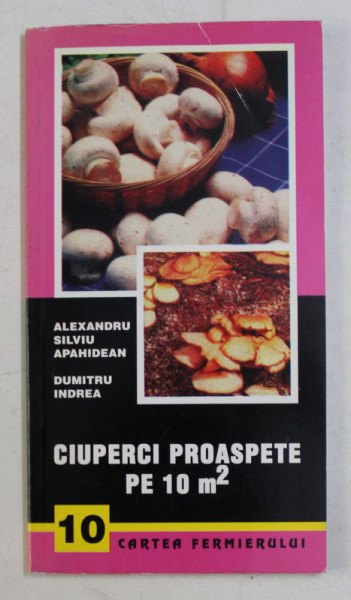 ALEXANDRU
SILVIU
APAHIDEAN
DUMITRU
INDREA
CIUPERCI PROASPETE
PE 10 m²
10
CARTEA FERMIERULUI